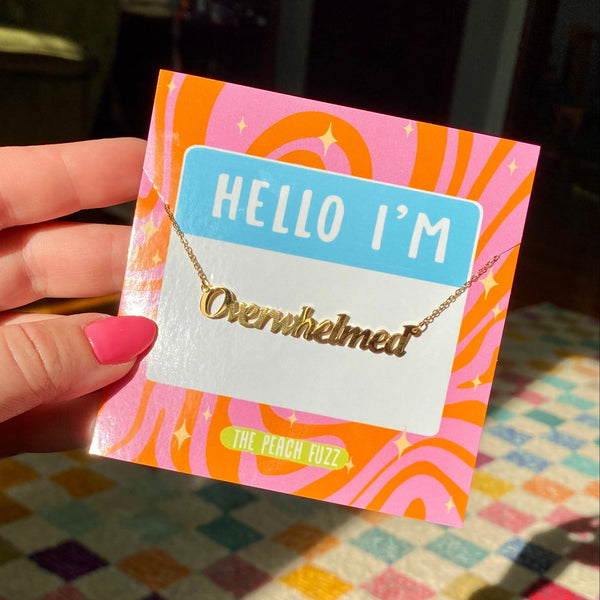 HELLO I'M
Overwhelmed
THE PEACH FUZZ